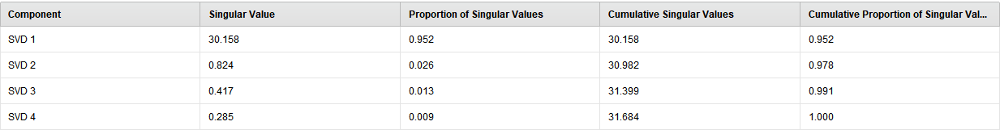 Component Singular Value Proportion of Singular Values Cumulative Singular Values Cumulative Proportion of Singular Val...
SVD 1 30.158 0.952 30.158 0.952
SVD 2 0.824 0.026 30.982 0.978
SVD 3 0.417 0.013 31.399 0.991
SVD 4 0.285 0.009 31.684 1.000